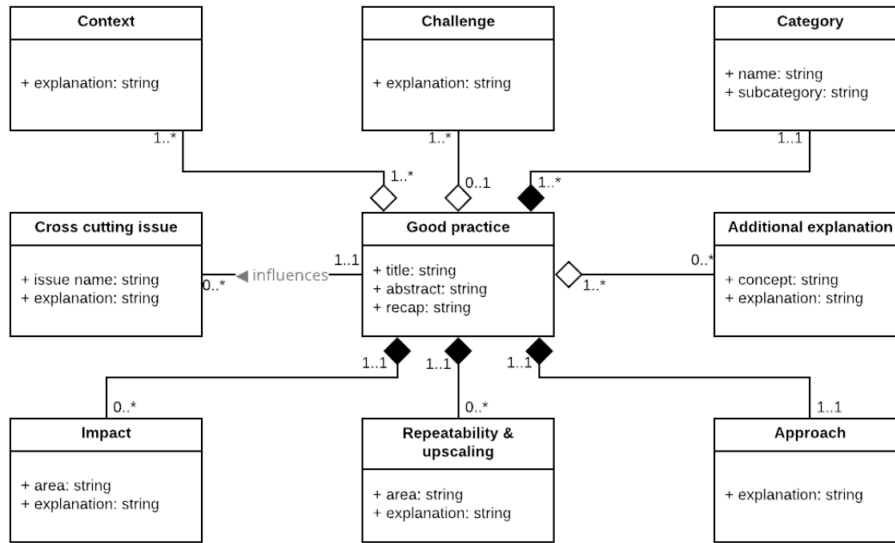 Context
+ explanation: string
Challenge
+ explanation: string
Category
+ name: string
+ subcategory: string
1..*
1..*
1..1
1..*
0..1
1..*
Cross cutting issue
+ issue name: string
+ explanation: string
0..*
◀ influences
1..1
Good practice
+ title: string
+ abstract: string
+ recap: string
1..*
0..*
Additional explanation
+ concept: string
+ explanation: string
1..1
1..1
1..1
0..*
0..*
1..1
Impact
+ area: string
+ explanation: string
Repeatability &
upscaling
+ area: string
+ explanation: string
Approach
+ explanation: string